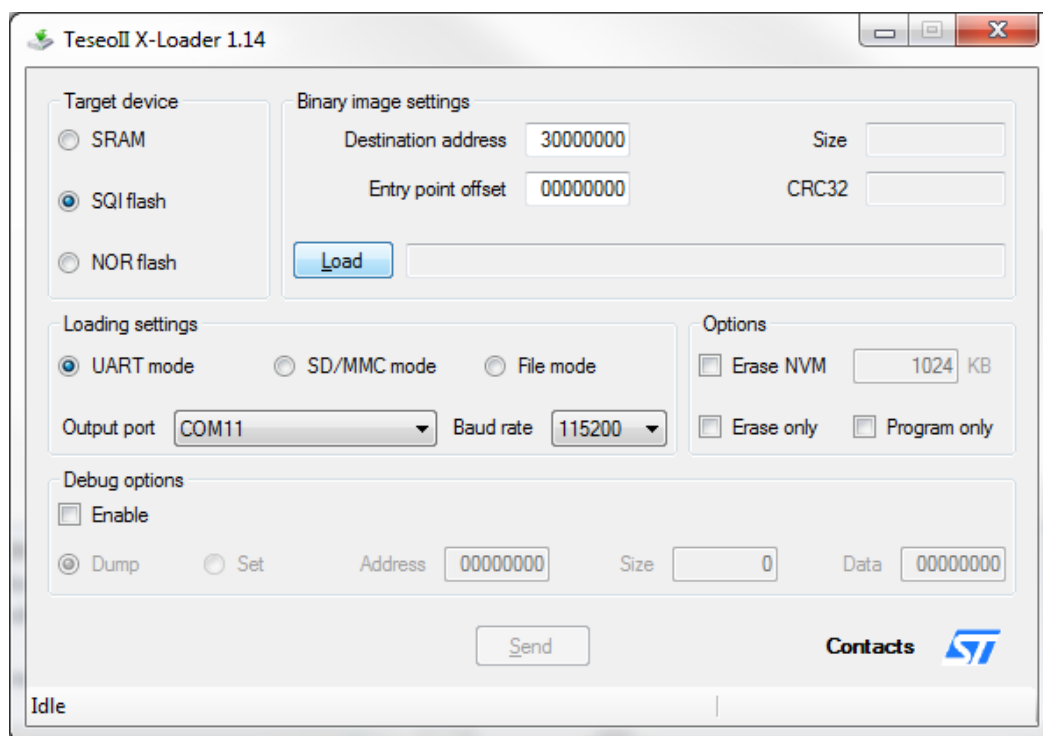 TeseoII X-Loader 1.14
Target device
SRAM
SQI flash
NOR flash
Binary image settings
Destination address 30000000 Size
Entry point offset 00000000 CRC32
Load
Loading settings
UART mode SD/MMC mode File mode
Output port COM11 Baud rate 115200
Options
Erase NVM 1024 KB
Erase only Program only
Debug options
Enable
Dump Set Address 00000000 Size 0 Data 00000000
Send Contacts ST
Idle